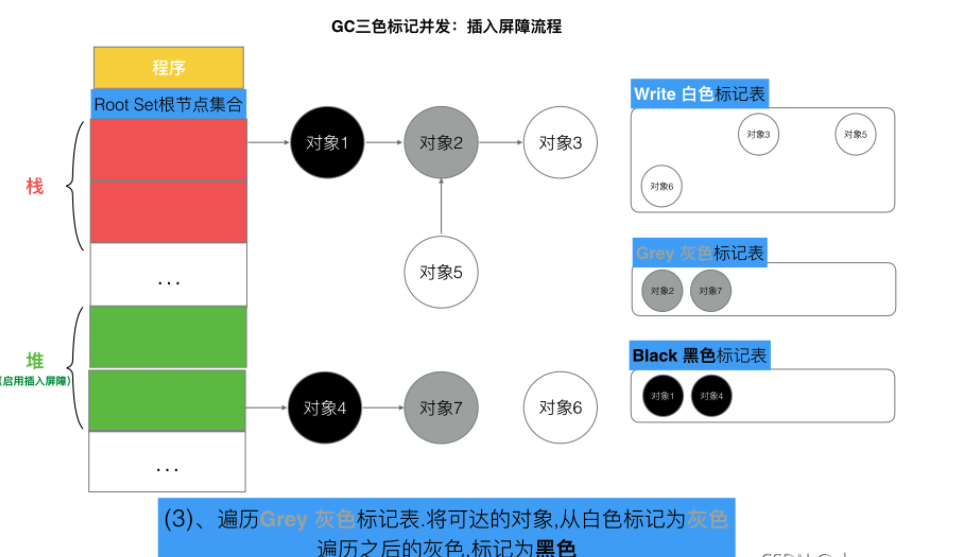 GC三色标记并发：插入屏障流程
程序
Root Set根节点集合
栈
...
堆
(启用插入屏障)
...
对象1
对象2
对象3
对象5
对象4
对象7
对象6
Write 白色标记表
对象3
对象5
对象6
Grey 灰色标记表
对象2
对象7
Black 黑色标记表
对象1
对象4
(3)、遍历Grey 灰色标记表.将可达的对象,从白色标记为灰色
遍历之后的灰色,标记为黑色